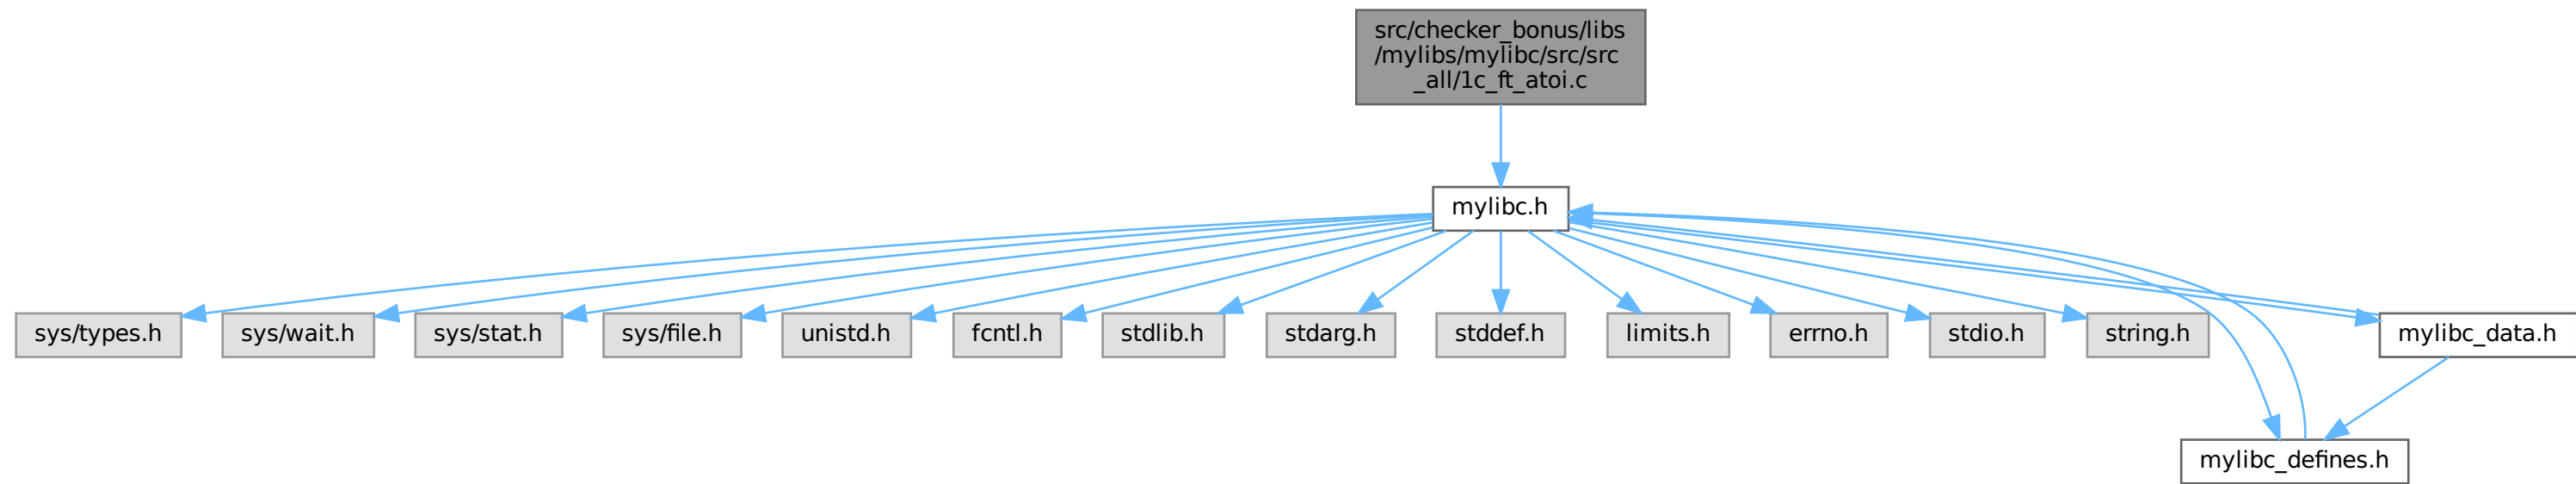 src/checker_bonus/libs
/mylibs/mylibc/src/src
_all/1c_ft_atoi.c
mylibc.h
sys/types.h
sys/wait.h
sys/stat.h
sys/file.h
unistd.h
fcntl.h
stdlib.h
stdarg.h
stddef.h
limits.h
errno.h
stdio.h
string.h
mylibc_data.h
mylibc_defines.h